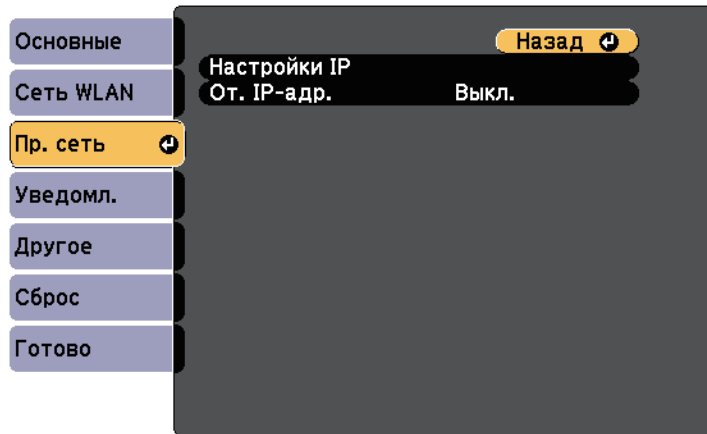 Основные
Сеть WLAN
Пр. сеть
Уведомл.
Другое
Сброс
Готово
Назад
Настройки IP
От. IP-адр. Выкл.